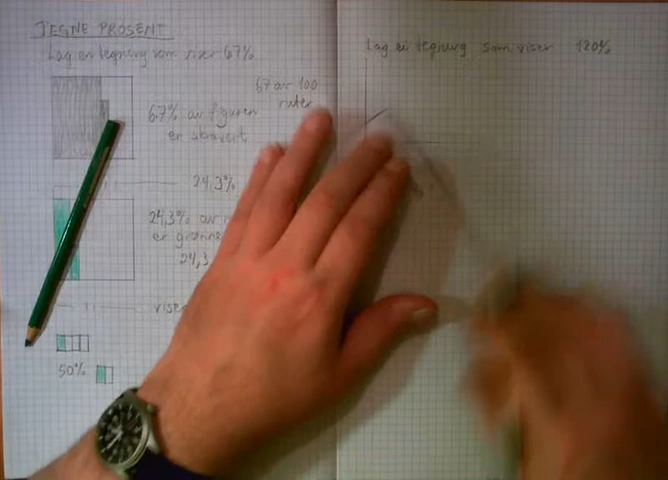 TEGNE PROSENT
Lag en tegning som viser 67%
67 av 100
ruter
67% av figuren
er skravert
24,3%
24,3% av
er grønn
24,3
viser
50%
Lag ei tegning som viser 120%